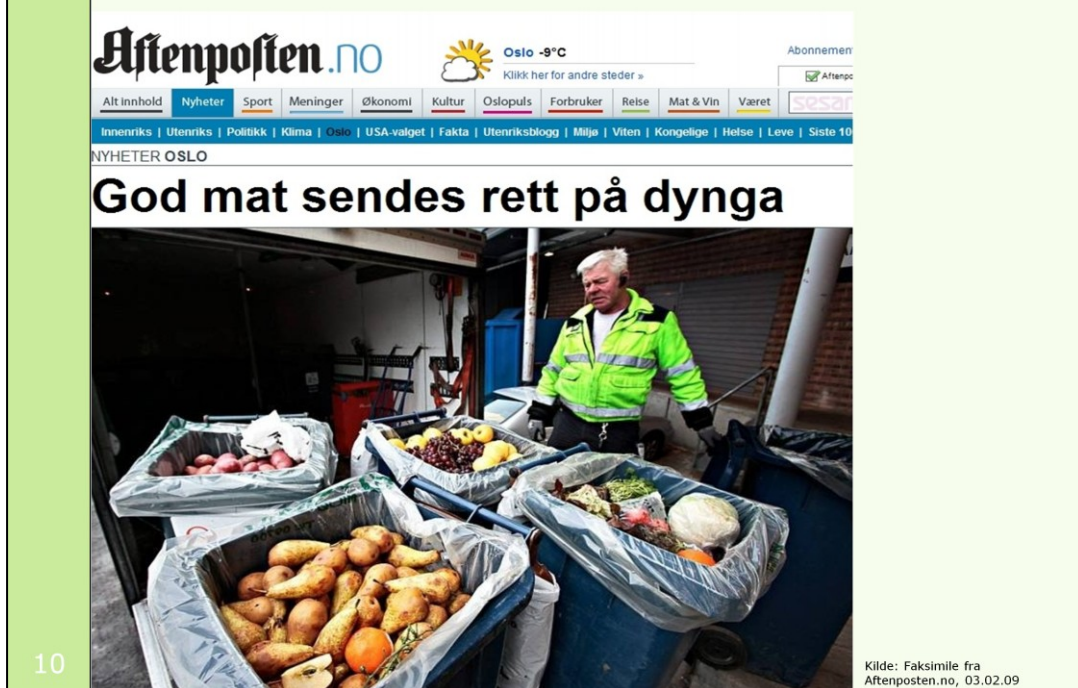 Aftenposten.no
Oslo -9°C
Klikk her for andre steder »
Abonnement
Alt innhold Nyheter Sport Meninger Økonomi Kultur Oslopuls Forbruker Reise Mat & Vin Været sesam
Innenriks | Utenriks | Politikk | Klima | Oslo | USA-valget | Fakta | Utenriksblogg | Miljø | Viten | Kongelige | Helse | Leve | Siste 10
NYHETER OSLO
God mat sendes rett på dynga
10
Kilde: Faksimile fra
Aftenposten.no, 03.02.09